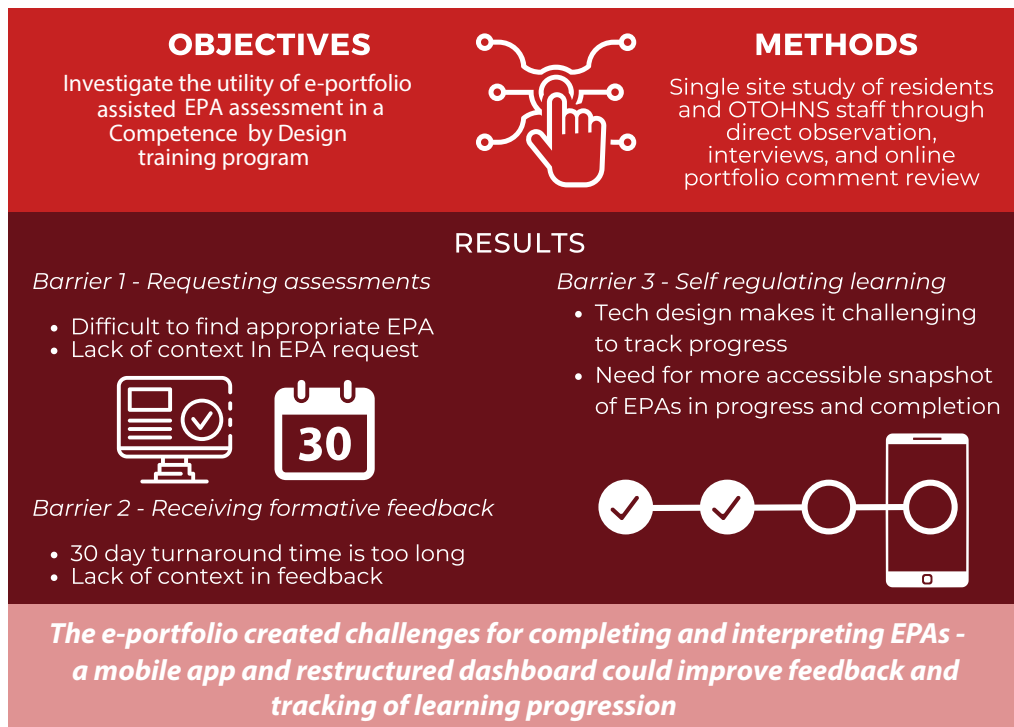 OBJECTIVES
Investigate the utility of e-portfolio
assisted EPA assessment in a
Competence by Design
training program
METHODS
Single site study of residents
and OTOHNS staff through
direct observation,
interviews, and online
portfolio comment review
RESULTS
Barrier 1 - Requesting assessments
• Difficult to find appropriate EPA
• Lack of context In EPA request
30
Barrier 2 - Receiving formative feedback
• 30 day turnaround time is too long
• Lack of context in feedback
Barrier 3 - Self regulating learning
• Tech design makes it challenging
to track progress
• Need for more accessible snapshot
of EPAs in progress and completion
The e-portfolio created challenges for completing and interpreting EPAs -
a mobile app and restructured dashboard could improve feedback and
tracking of learning progression